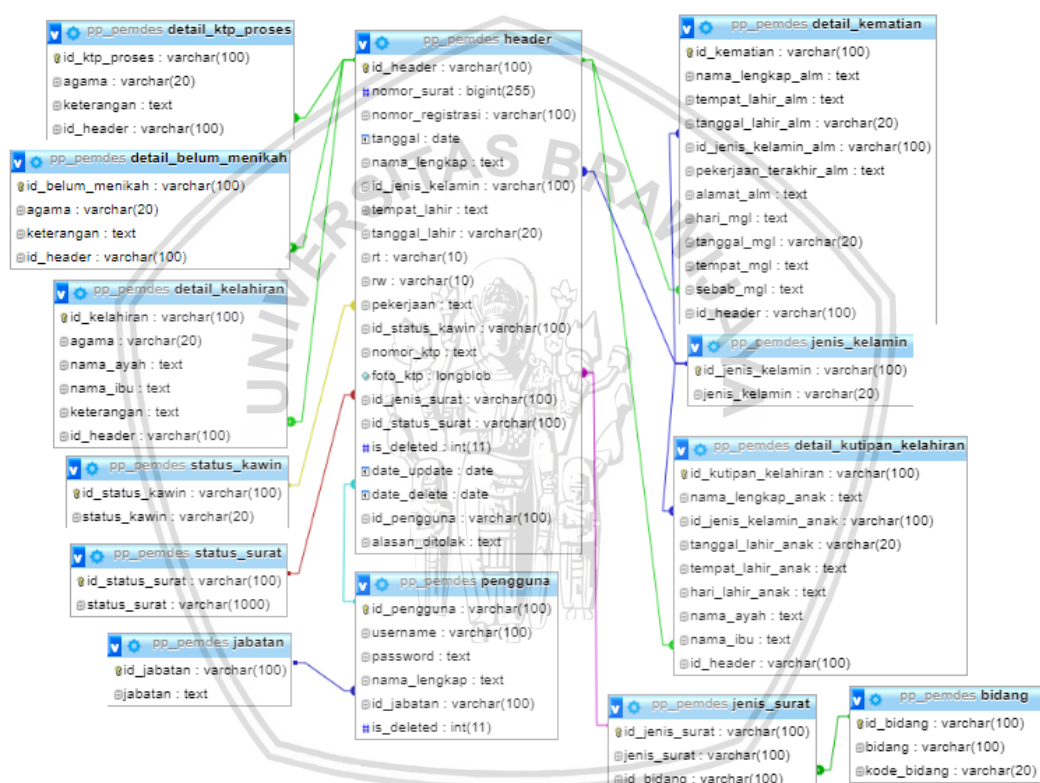 pp_pemdes detail_ktp_proses
id_ktp_proses : varchar(100)
agama : varchar(20)
keterangan : text
id_header : varchar(100)
pp_pemdes detail_belum_menikah
id_belum_menikah : varchar(100)
agama : varchar(20)
keterangan : text
id_header : varchar(100)
pp_pemdes detail_kelahiran
id_kelahiran : varchar(100)
agama : varchar(20)
nama_ayah : text
nama_ibu : text
keterangan : text
id_header : varchar(100)
pp_pemdes status_kawin
id_status_kawin : varchar(100)
status_kawin : varchar(20)
pp_pemdes status_surat
id_status_surat : varchar(100)
status_surat : varchar(1000)
pp_pemdes jabatan
id_jabatan : varchar(100)
jabatan : text
pp_pemdes header
id_header : varchar(100)
nomor_surat : bigint(255)
nomor_registrasi : varchar(100)
tanggal : date
nama_lengkap : text
id_jenis_kelamin : varchar(100)
tempat_lahir : text
tanggal_lahir : varchar(20)
rt : varchar(10)
rw : varchar(10)
pekerjaan : text
id_status_kawin : varchar(100)
nomor_ktp : text
foto_ktp : longblob
id_jenis_surat : varchar(100)
id_status_surat : varchar(100)
is_deleted : int(11)
date_update : date
date_delete : date
id_pengguna : varchar(100)
alasan_ditolak : text
pp_pemdes pengguna
id_pengguna : varchar(100)
username : varchar(100)
password : text
nama_lengkap : text
id_jabatan : varchar(100)
is_deleted : int(11)
pp_pemdes detail_kematian
id_kematian : varchar(100)
nama_lengkap_alm : text
tempat_lahir_alm : text
tanggal_lahir_alm : varchar(20)
id_jenis_kelamin_alm : varchar(100)
pekerjaan_terakhir_alm : text
alamat_alm : text
hari_mgl : text
tanggal_mgl : varchar(20)
tempat_mgl : text
sebab_mgl : text
id_header : varchar(100)
pp_pemdes jenis_kelamin
id_jenis_kelamin : varchar(100)
jenis_kelamin : varchar(20)
pp_pemdes detail_kutipan_kelahiran
id_kutipan_kelahiran : varchar(100)
nama_lengkap_anak : text
id_jenis_kelamin_anak : varchar(100)
tanggal_lahir_anak : varchar(20)
tempat_lahir_anak : text
hari_lahir_anak : text
nama_ayah : text
nama_ibu : text
id_header : varchar(100)
pp_pemdes jenis_surat
id_jenis_surat : varchar(100)
jenis_surat : varchar(100)
id_bidang : varchar(100)
pp_pemdes bidang
id_bidang : varchar(100)
bidang : varchar(100)
kode_bidang : varchar(20)
UNIVERSITAS BRAWIJAYA